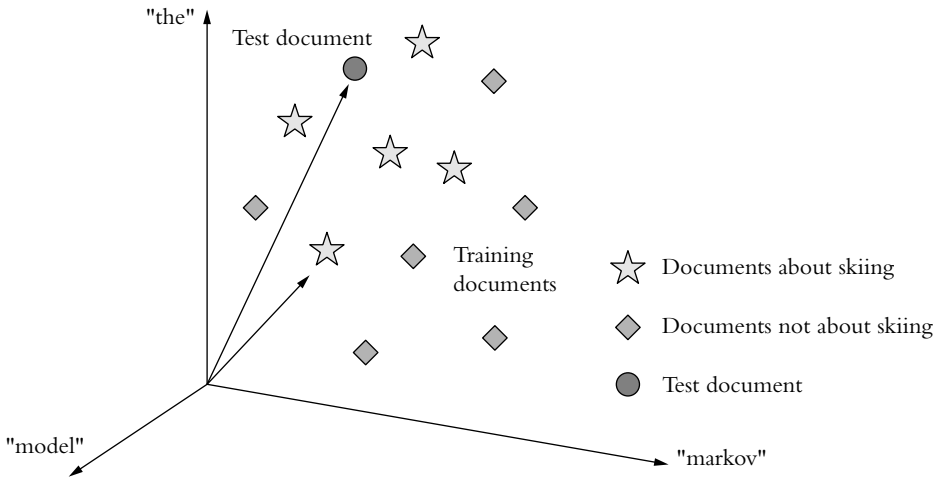 "the"
Test document
Training
documents
Documents about skiing
Documents not about skiing
Test document
"model"
"markov"